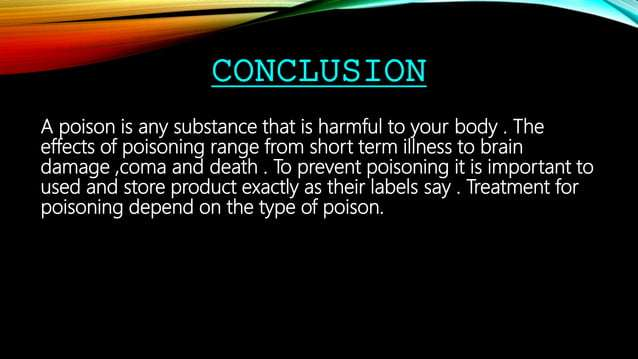 CONCLUSION
A poison is any substance that is harmful to your body . The
effects of poisoning range from short term illness to brain
damage ,coma and death . To prevent poisoning it is important to
used and store product exactly as their labels say . Treatment for
poisoning depend on the type of poison.